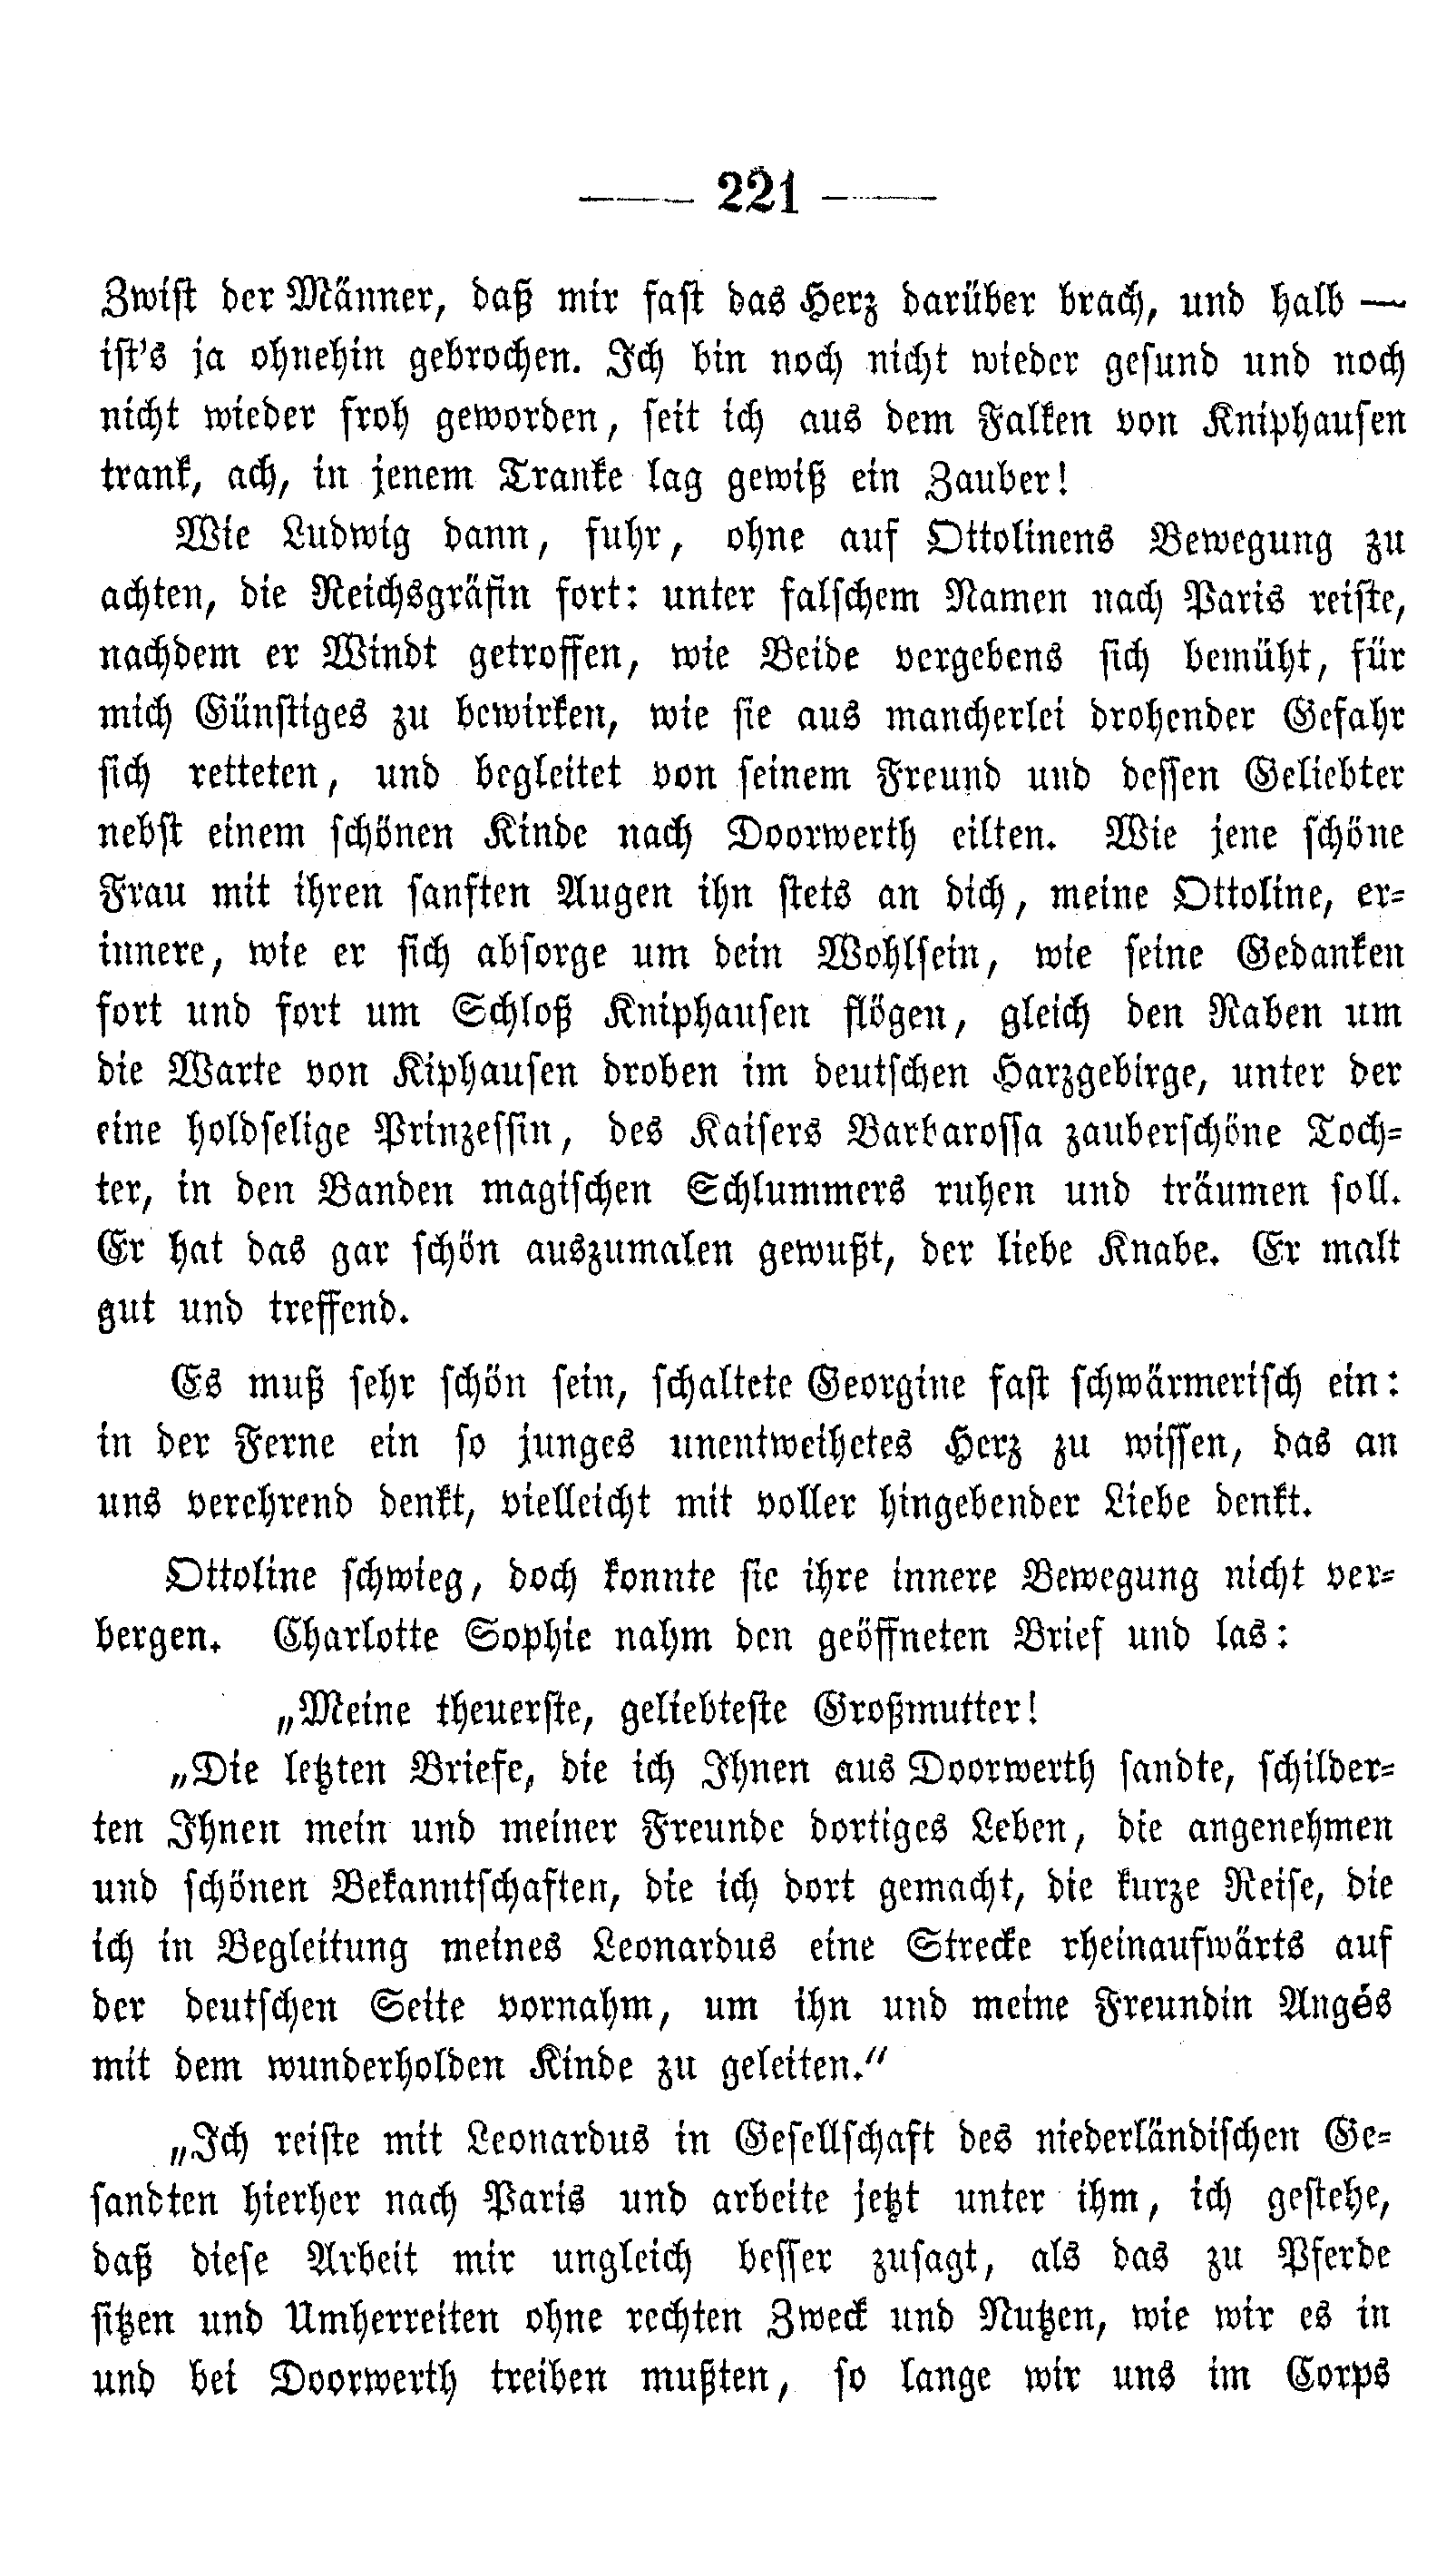 — 221 —
Zwist der Männer, daß mir fast das Herz darüber brach, und halb —
ist's ja ohnehin gebrochen. Ich bin noch nicht wieder gesund und noch
nicht wieder froh geworden, seit ich aus dem Falken von Kniphausen
trank, ach, in jenem Tranke lag gewiß ein Zauber!
Wie Ludwig dann, fuhr, ohne auf Ottolinens Bewegung zu
achten, die Reichsgräfin fort: unter falschem Namen nach Paris reiste,
nachdem er Windt getroffen, wie Beide vergebens sich bemüht, für
mich Günstiges zu bewirken, wie sie aus mancherlei drohender Gefahr
sich retteten, und begleitet von seinem Freund und dessen Geliebter
nebst einem schönen Kinde nach Doorwerth eilten. Wie jene schöne
Frau mit ihren sanften Augen ihn stets an dich, meine Ottoline, er-
innere, wie er sich absorge um dein Wohlsein, wie seine Gedanken
fort und fort um Schloß Kniphausen flögen, gleich den Raben um
die Warte von Kiphausen droben im deutschen Harzgebirge, unter der
eine holdselige Prinzessin, des Kaisers Barbarossa zauberschöne Toch-
ter, in den Banden magischen Schlummers ruhen und träumen soll.
Er hat das gar schön auszumalen gewußt, der liebe Knabe. Er malt
gut und treffend.
Es muß sehr schön sein, schaltete Georgine fast schwärmerisch ein:
in der Ferne ein so junges unentweihetes Herz zu wissen, das an
uns verehrend denkt, vielleicht mit voller hingebender Liebe denkt.
Ottoline schwieg, doch konnte sie ihre innere Bewegung nicht ver-
bergen. Charlotte Sophie nahm den geöffneten Brief und las:
„Meine theuerste, geliebteste Großmutter!
„Die letzten Briefe, die ich Ihnen aus Doorwerth sandte, schilder-
ten Ihnen mein und meiner Freunde dortiges Leben, die angenehmen
und schönen Bekanntschaften, die ich dort gemacht, die kurze Reise, die
ich in Begleitung meines Leonardus eine Strecke rheinaufwärts auf
der deutschen Seite vornahm, um ihn und meine Freundin Angés
mit dem wunderholden Kinde zu geleiten.“
„Ich reiste mit Leonardus in Gesellschaft des niederländischen Ge-
sandten hierher nach Paris und arbeite jetzt unter ihm, ich gestehe,
daß diese Arbeit mir ungleich besser zusagt, als das zu Pferde
sitzen und Umherreiten ohne rechten Zweck und Nutzen, wie wir es in
und bei Doorwerth treiben mußten, so lange wir uns im Corps